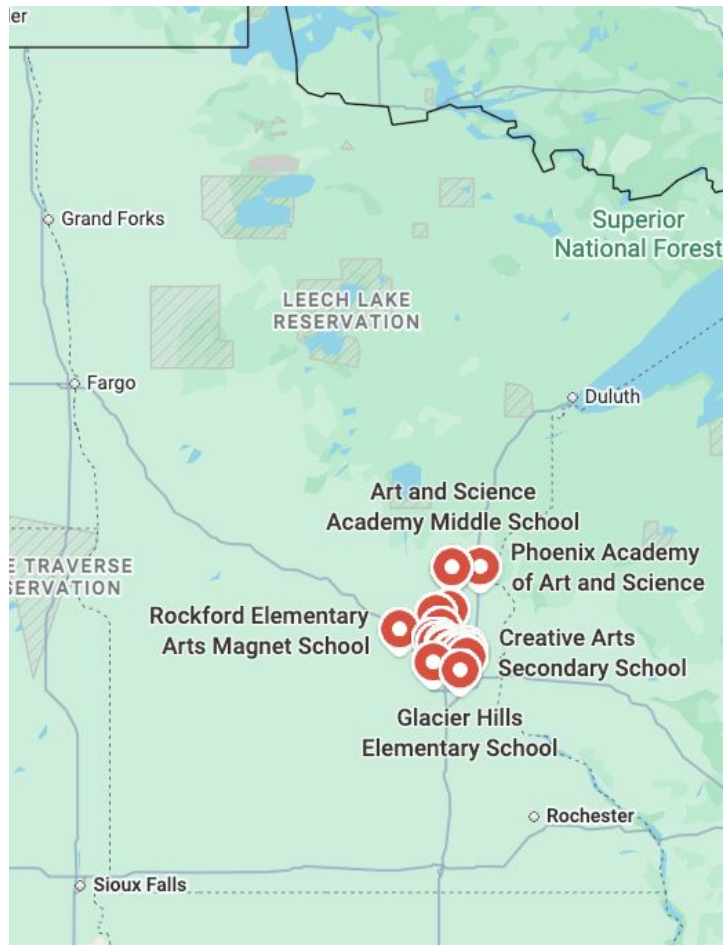 er
Grand Forks
Superior
National Forest
LEECH LAKE
RESERVATION
Fargo
Duluth
Art and Science
Academy Middle School
Phoenix Academy
of Art and Science
E TRAVERSE
SERVATION
Rockford Elementary
Arts Magnet School
Creative Arts
Secondary School
Glacier Hills
Elementary School
Rochester
Sioux Falls